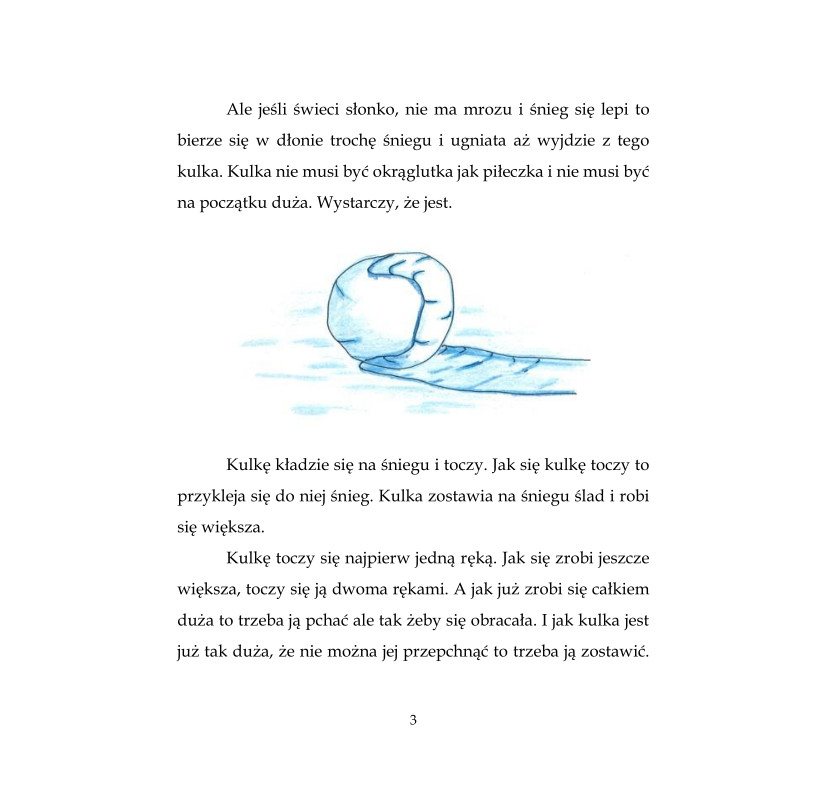 Ale jeśli świeci słonko, nie ma mrozu i śnieg się lepi to
bierze się w dłonie trochę śniegu i ugniata aż wyjdzie z tego
kulka. Kulka nie musi być okrąglutka jak piłeczka i nie musi być
na początku duża. Wystarczy, że jest.
Kulkę kładzie się na śniegu i toczy. Jak się kulkę toczy to
przykleja się do niej śnieg. Kulka zostawia na śniegu ślad i robi
się większa.
Kulkę toczy się najpierw jedną ręką. Jak się zrobi jeszcze
większa, toczy się ją dwoma rękami. A jak już zrobi się całkiem
duża to trzeba ją pchać ale tak żeby się obracała. I jak kulka jest
już tak duża, że nie można jej przepchnąć to trzeba ją zostawić.
3